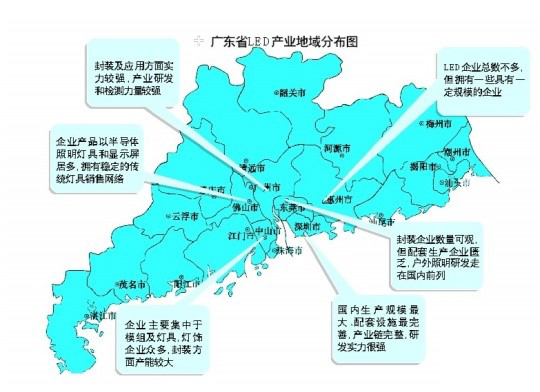 广东省LED产业地域分布图
封装及应用方面实
力较强，产业研发
和检测力量较强
LED企业总数不多，
但拥有一些具有一
定规模的企业
韶关市
梅州市
河源市
潮州市
揭阳市
汕头市
企业产品以半导体
照明灯具和显示屏
居多，拥有稳定的传
统灯具销售网络
清远市
州市
惠州市
佛山市
东莞市
云浮市
尾市
江门市
中山市
深圳市
珠海市
封装企业数量可观，
但配套生产企业匮
乏，户外照明研发走
在国内前列
茂名市
阳江市
湛江市
企业主要集中于
模组及灯具，灯饰
企业众多，封装方
面产能较大
国内生产规模最
大，配套设施最完
善，产业链完整，研
发实力很强